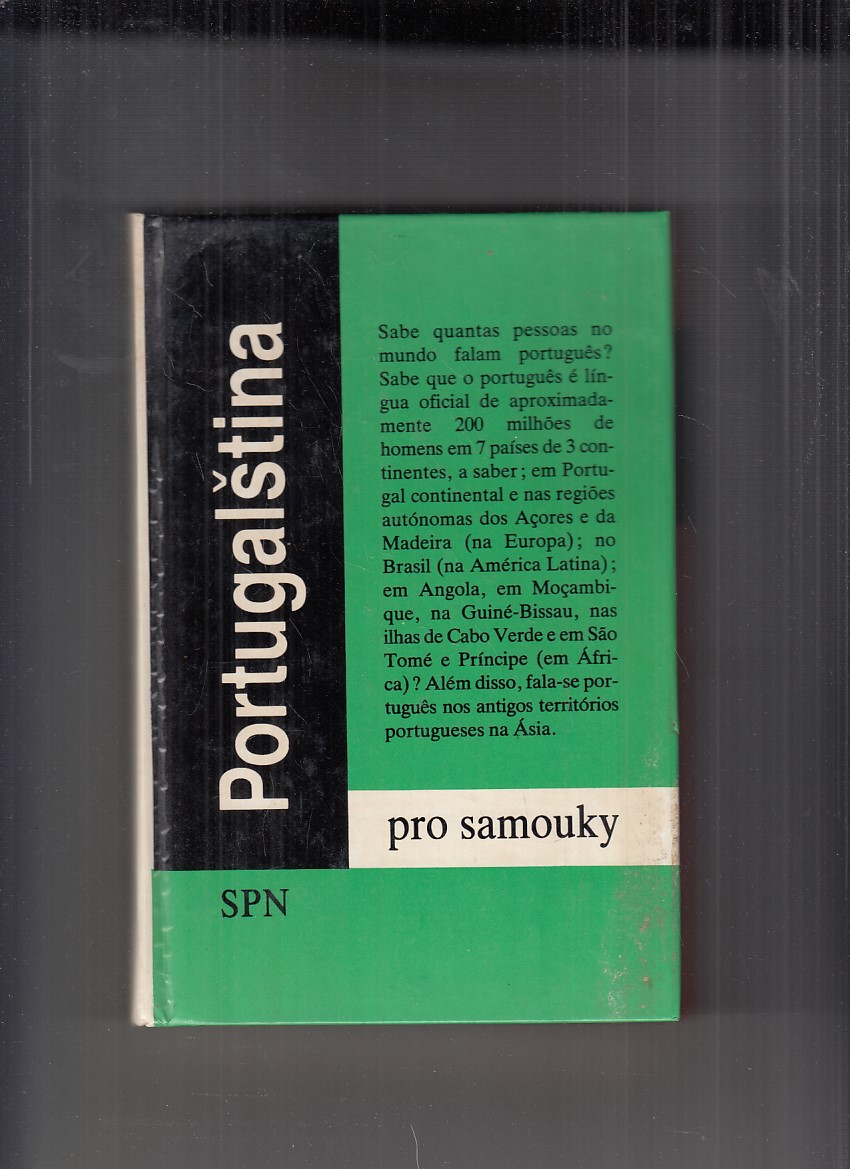 Portugalština
Sabe quantas pessoas no
mundo falam português?
Sabe que o português é lín-
gua oficial de aproximada-
mente 200 milhões de
homens em 7 países de 3 con-
tinentes, a saber; em Portu-
gal continental e nas regiões
autónomas dos Açores e da
Madeira (na Europa); no
Brasil (na América Latina);
em Angola, em Moçambi-
que, na Guiné-Bissau, nas
ilhas de Cabo Verde e em São
Tomé e Príncipe (em Áfri-
ca)? Além disso, fala-se por-
tuguês nos antigos territórios
portugueses na Ásia.
pro samouky
SPN